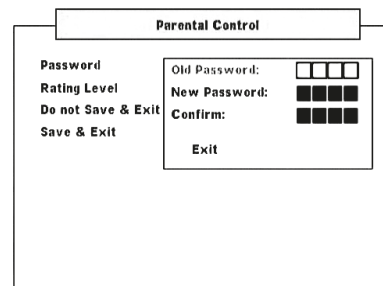 Parental Control
Password
Rating Level
Do not Save & Exit
Save & Exit
Old Password:
New Password:
Confirm:
Exit